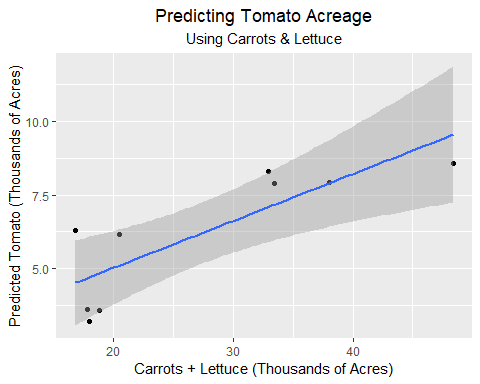 Predicting Tomato Acreage
Using Carrots & Lettuce
Predicted Tomato (Thousands of Acres)
10.0
7.5
5.0
20 30 40
Carrots + Lettuce (Thousands of Acres)